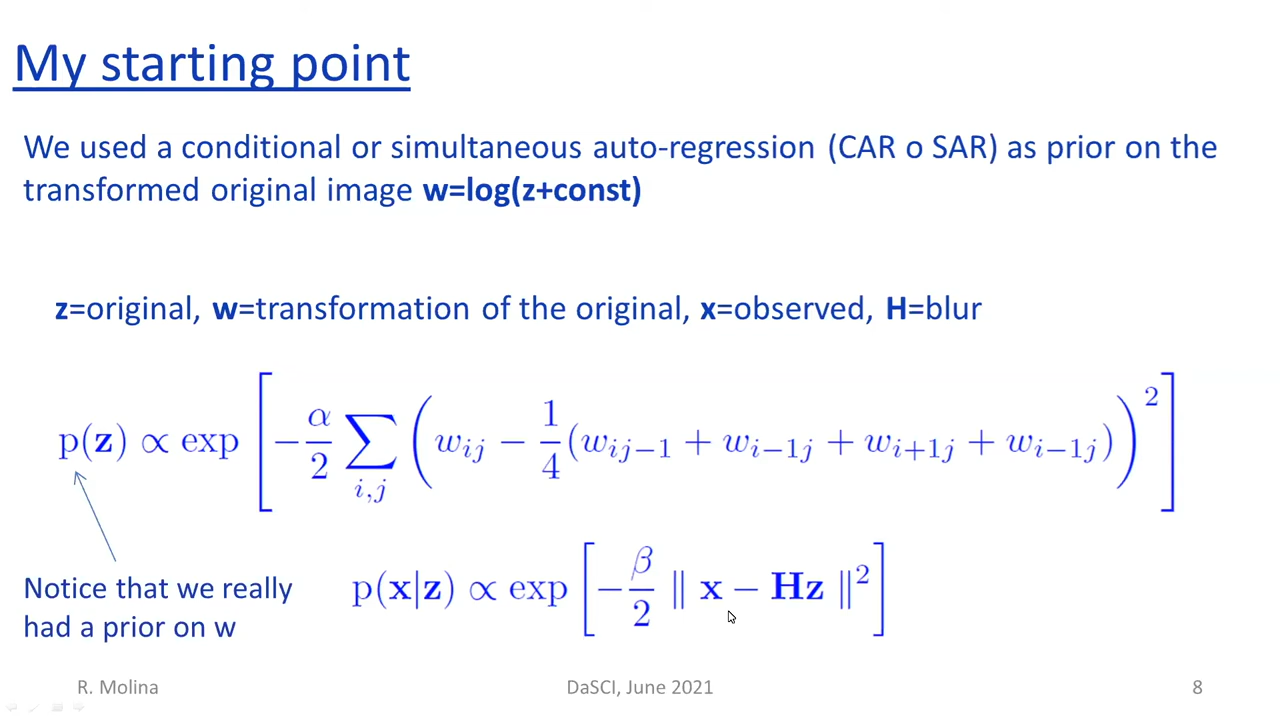 My starting point
We used a conditional or simultaneous auto-regression (CAR o SAR) as prior on the
transformed original image w=log(z+const)
z=original, w=transformation of the original, x=observed, H=blur
p(z) ∝ exp [ −α/2 ∑_{i,j} ( w_{ij} − 1/4 (w_{ij−1} + w_{i−1j} + w_{i+1j} + w_{i−1j}) )² ]
Notice that we really
had a prior on w
p(x|z) ∝ exp [ −β/2 ‖ x − Hz ‖² ]
R. Molina
DaSCI, June 2021
8